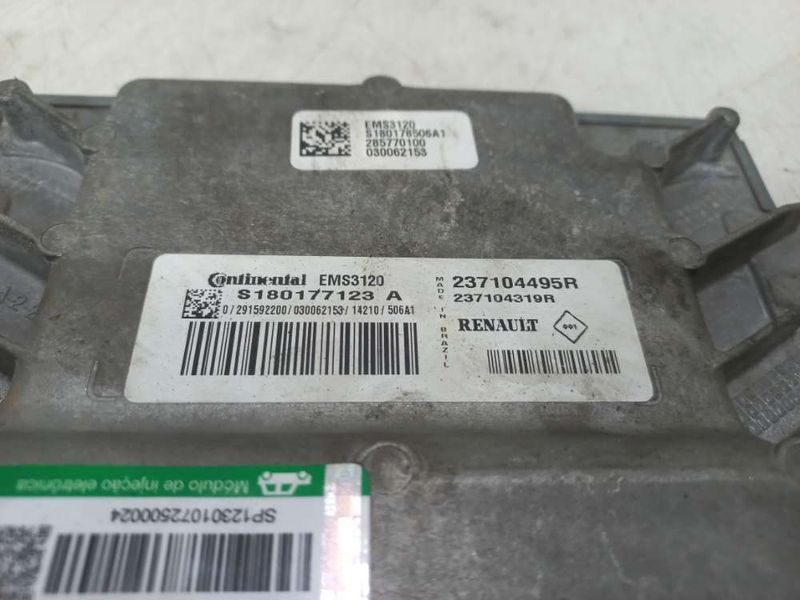 EMS3120
S180178506A1
285770100
030062153
Continental EMS3120
S180177123 A
0/291592200/030062153/14210/506A1
MADE IN BRAZIL
237104495R
237104319R
RENAULT
001
Módulo de injeção eletrônica
SP12301072500024